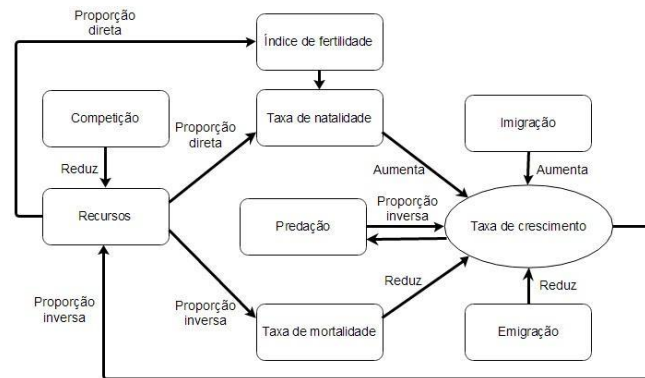 Proporção
direta
Índice de fertilidade
Competição
Taxa de natalidade
Imigração
Proporção
direta
Reduz
Aumenta
Aumenta
Recursos
Predação
Proporção
inversa
Taxa de crescimento
Proporção
inversa
Proporção
inversa
Reduz
Reduz
Taxa de mortalidade
Emigração